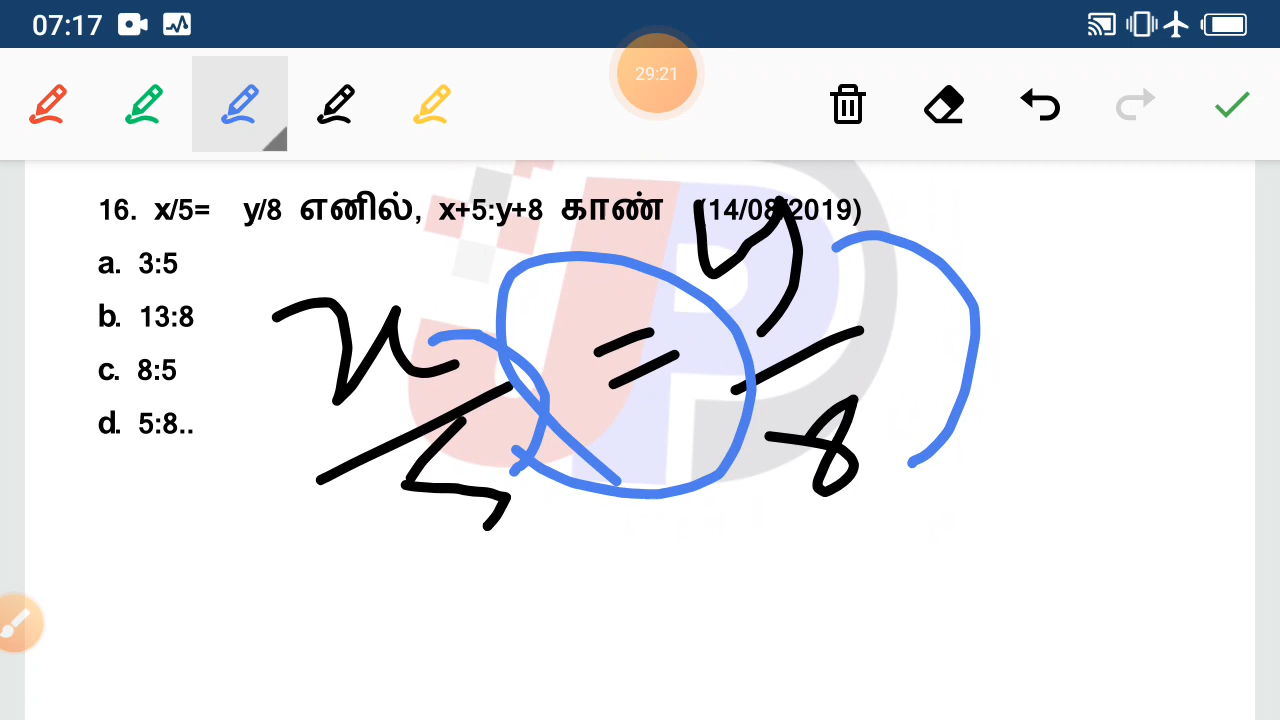 07:17
29:21
16. x/5= y/8 எனில், x+5:y+8 காண் (14/08/2019)
a. 3:5
b. 13:8
c. 8:5
d. 5:8..
x/5 = y/8